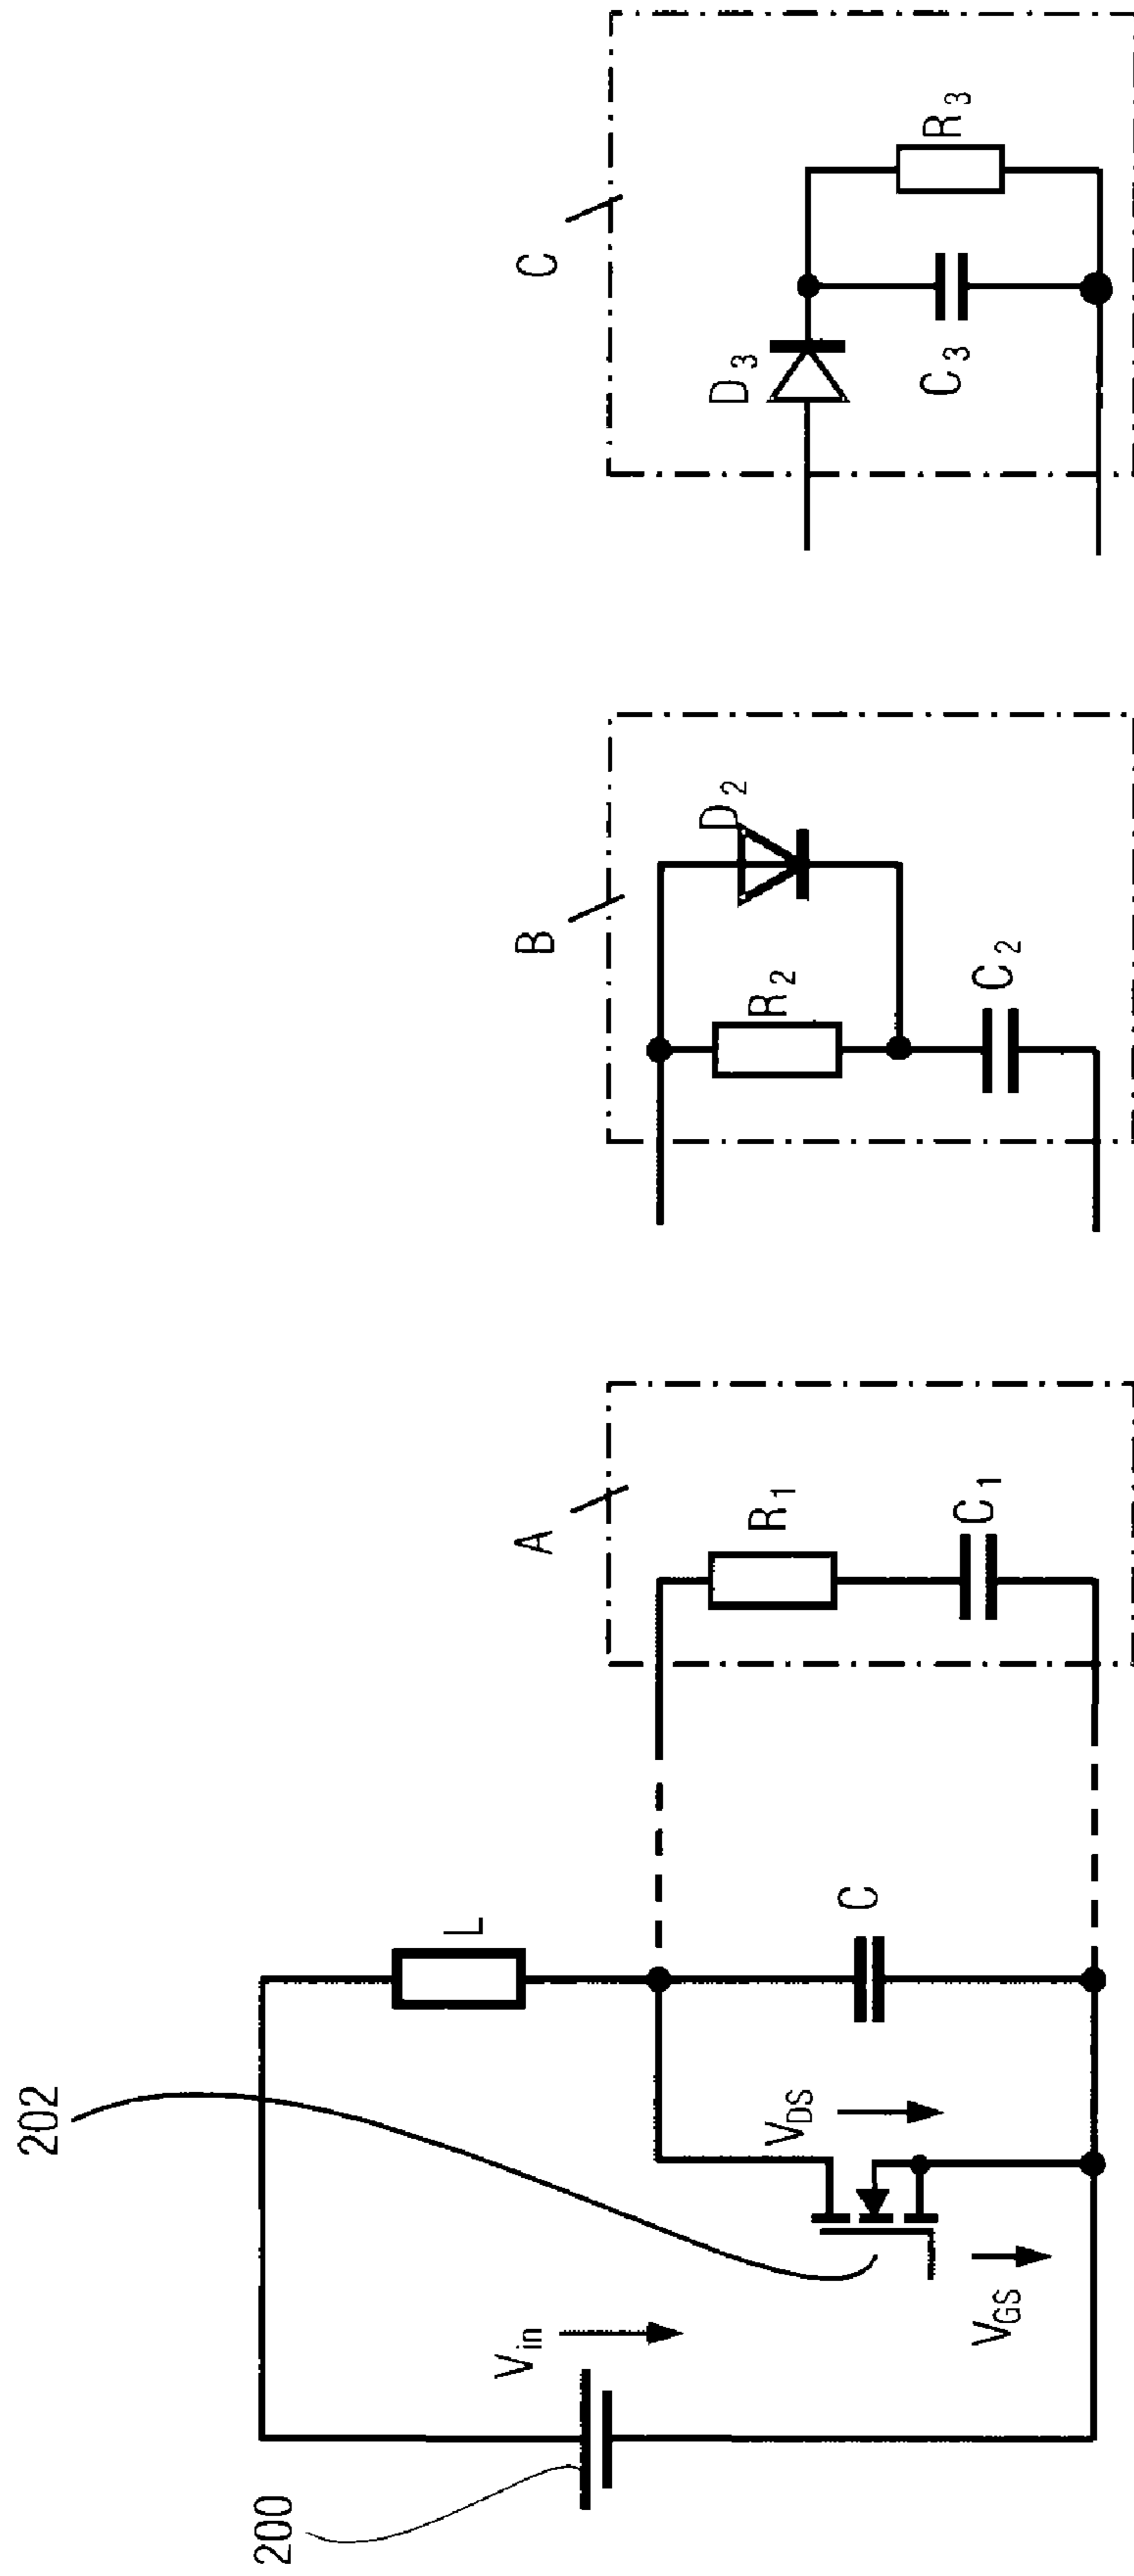 202
200
V_in
V_GS
V_DS
L
C
A
R_1
C_1
B
R_2
D_2
C_2
C
D_3
C_3
R_3